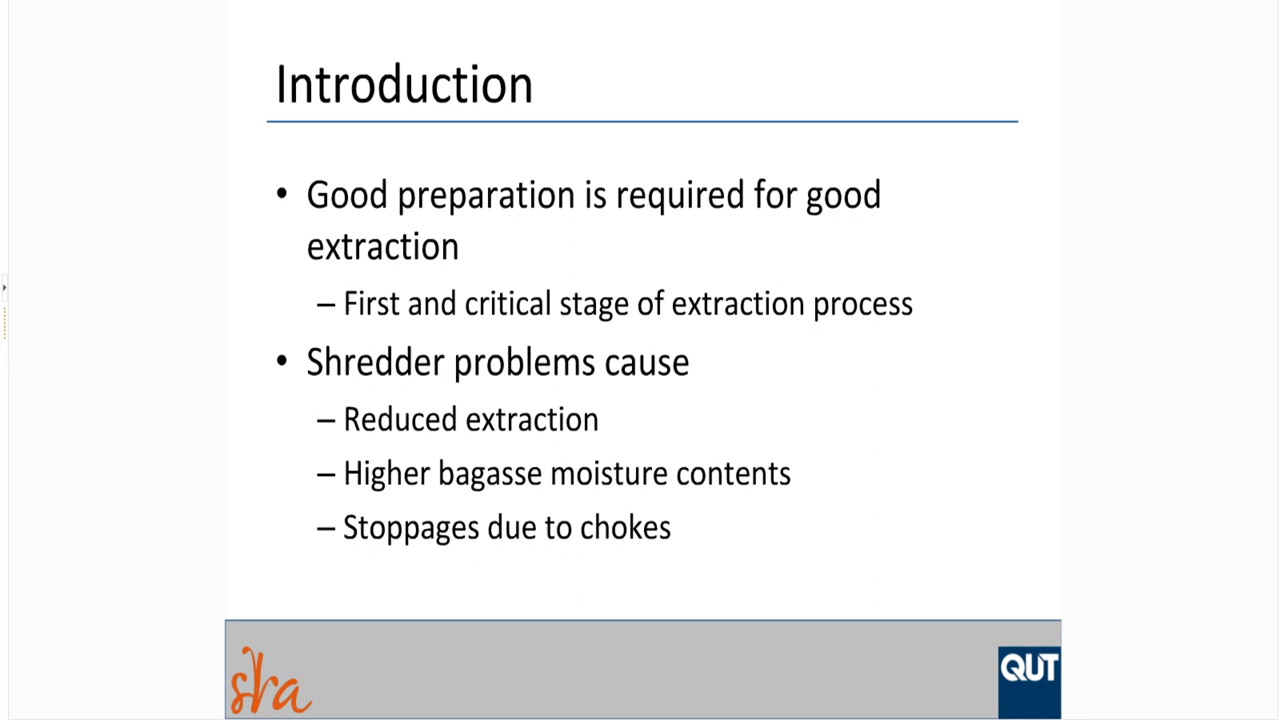 Introduction
• Good preparation is required for good
extraction
– First and critical stage of extraction process
• Shredder problems cause
– Reduced extraction
– Higher bagasse moisture contents
– Stoppages due to chokes
sra
QUT